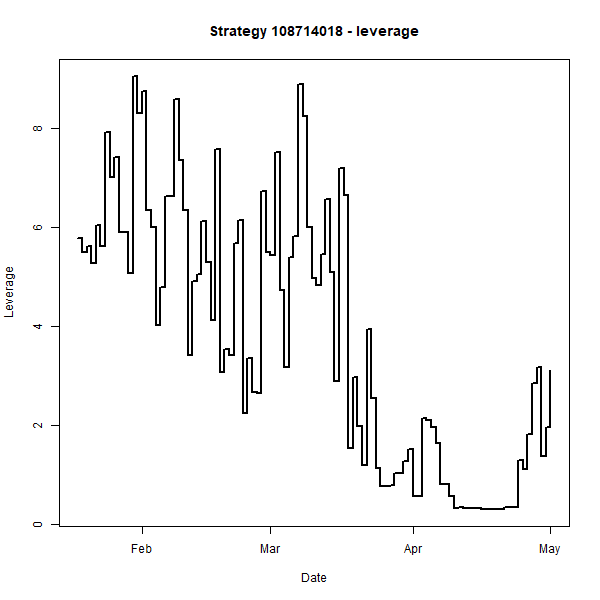 Strategy 108714018 - leverage
Leverage
8
6
4
2
0
Feb
Mar
Apr
May
Date